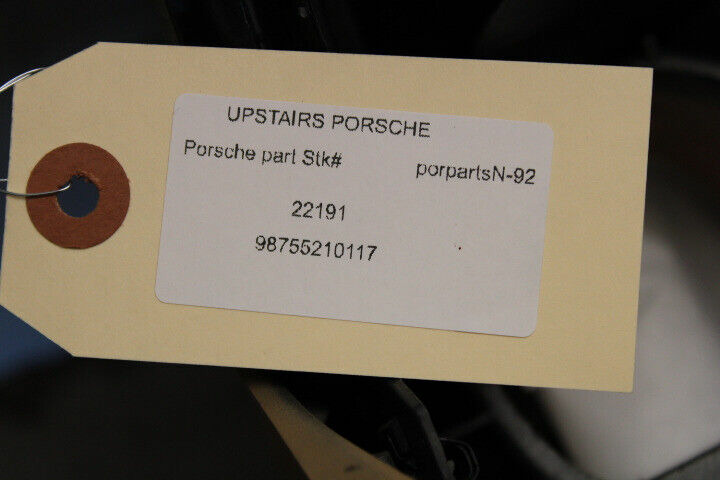 UPSTAIRS PORSCHE
Porsche part Stk# porpartsN-92
22191
98755210117